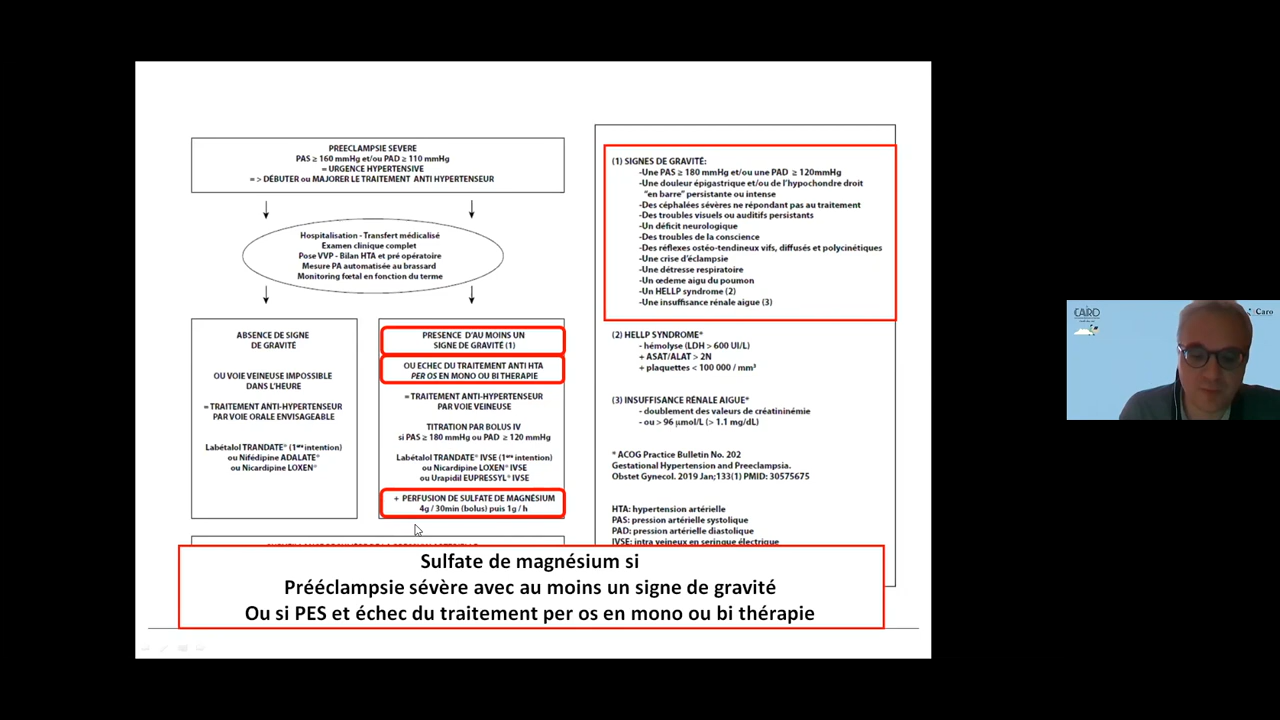 PREECLAMPSIE SEVERE
PAS ≥ 160 mmHg et/ou PAD ≥ 110 mmHg
= URGENCE HYPERTENSIVE
= > DÉBUTER ou MAJORER LE TRAITEMENT ANTI HYPERTENSEUR
Hospitalisation - Transfert médicalisé
Examen clinique complet
Pose VVP - Bilan HTA et pré opératoire
Mesure PA automatisée au brassard
Monitoring fœtal en fonction du terme
ABSENCE DE SIGNE
DE GRAVITÉ
OU VOIE VEINEUSE IMPOSSIBLE
DANS L'HEURE
= TRAITEMENT ANTI-HYPERTENSEUR
PAR VOIE ORALE ENVISAGEABLE
Labétalol TRANDATE® (1ère intention)
ou Nifédipine ADALATE®
ou Nicardipine LOXEN®
PRESENCE D'AU MOINS UN
SIGNE DE GRAVITÉ (1)
OU ECHEC DU TRAITEMENT ANTI HTA
PER OS EN MONO OU BI THERAPIE
= TRAITEMENT ANTI-HYPERTENSEUR
PAR VOIE VEINEUSE
TITRATION PAR BOLUS IV
si PAS ≥ 180 mmHg ou PAD ≥ 120 mmHg
Labétalol TRANDATE® IVSE (1ère intention)
ou Nicardipine LOXEN® IVSE
ou Urapidil EUPRESSYL® IVSE
+ PERFUSION DE SULFATE DE MAGNÉSIUM
4g / 30min (bolus) puis 1g / h
(1) SIGNES DE GRAVITÉ:
-Une PAS ≥ 180 mmHg et/ou une PAD ≥ 120mmHg
-Une douleur épigastrique et/ou de l'hypochondre droit
"en barre" persistante ou intense
-Des céphalées sévères ne répondant pas au traitement
-Des troubles visuels ou auditifs persistants
-Un déficit neurologique
-Des troubles de la conscience
-Des réflexes ostéo-tendineux vifs, diffusés et polycinétiques
-Une crise d'éclampsie
-Une détresse respiratoire
-Un œdeme aigu du poumon
-Un HELLP syndrome (2)
-Une insuffisance rénale aigue (3)
(2) HELLP SYNDROME*
- hémolyse (LDH > 600 UI/L)
+ ASAT/ALAT > 2N
+ plaquettes < 100 000 / mm³
(3) INSUFFISANCE RÉNALE AIGUE*
- doublement des valeurs de créatininémie
- ou > 96 µmol/L (> 1.1 mg/dL)
* ACOG Practice Bulletin No. 202
Gestational Hypertension and Preeclampsia.
Obstet Gynecol. 2019 Jan;133(1) PMID: 30575675
HTA: hypertension artérielle
PAS: pression artérielle systolique
PAD: pression artérielle diastolique
IVSE: intra veineux en seringue électrique
Sulfate de magnésium si
Prééclampsie sévère avec au moins un signe de gravité
Ou si PES et échec du traitement per os en mono ou bi thérapie
CARO
Caro